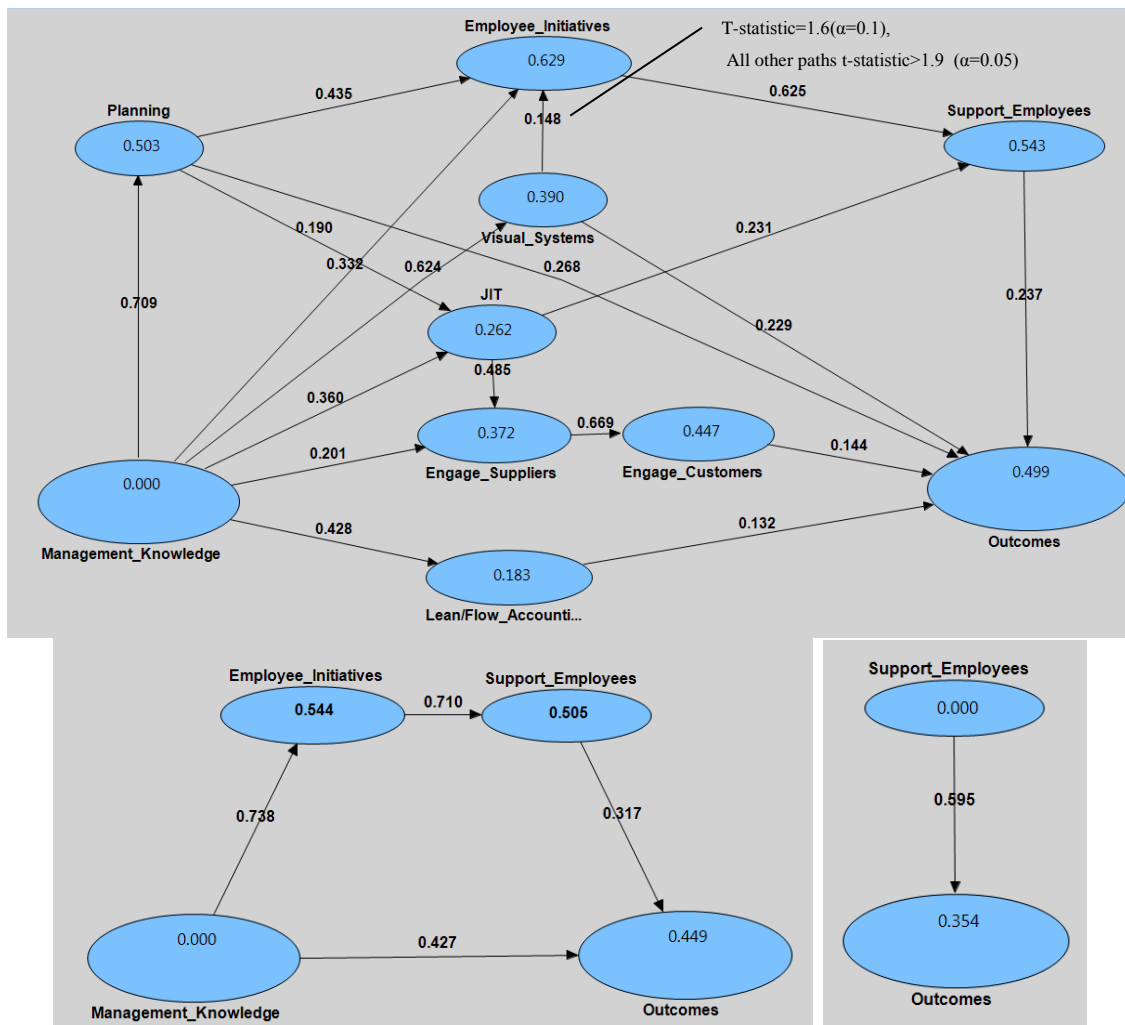 T-statistic=1.6(α=0.1),
All other paths t-statistic>1.9 (α=0.05)
Employee_Initiatives
0.629
0.435
0.625
Planning
0.503
0.148
Support_Employees
0.543
0.390
Visual_Systems
0.190
0.231
0.332
0.624
0.268
JIT
0.262
0.709
0.237
0.229
0.485
0.360
0.372
Engage_Suppliers
0.669
0.447
Engage_Customers
0.144
0.201
0.000
Management_Knowledge
0.499
Outcomes
0.428
0.132
0.183
Lean/Flow_Accounti...
Employee_Initiatives
0.544
0.710
Support_Employees
0.505
0.738
0.317
0.000
Management_Knowledge
0.427
0.449
Outcomes
Support_Employees
0.000
0.595
0.354
Outcomes